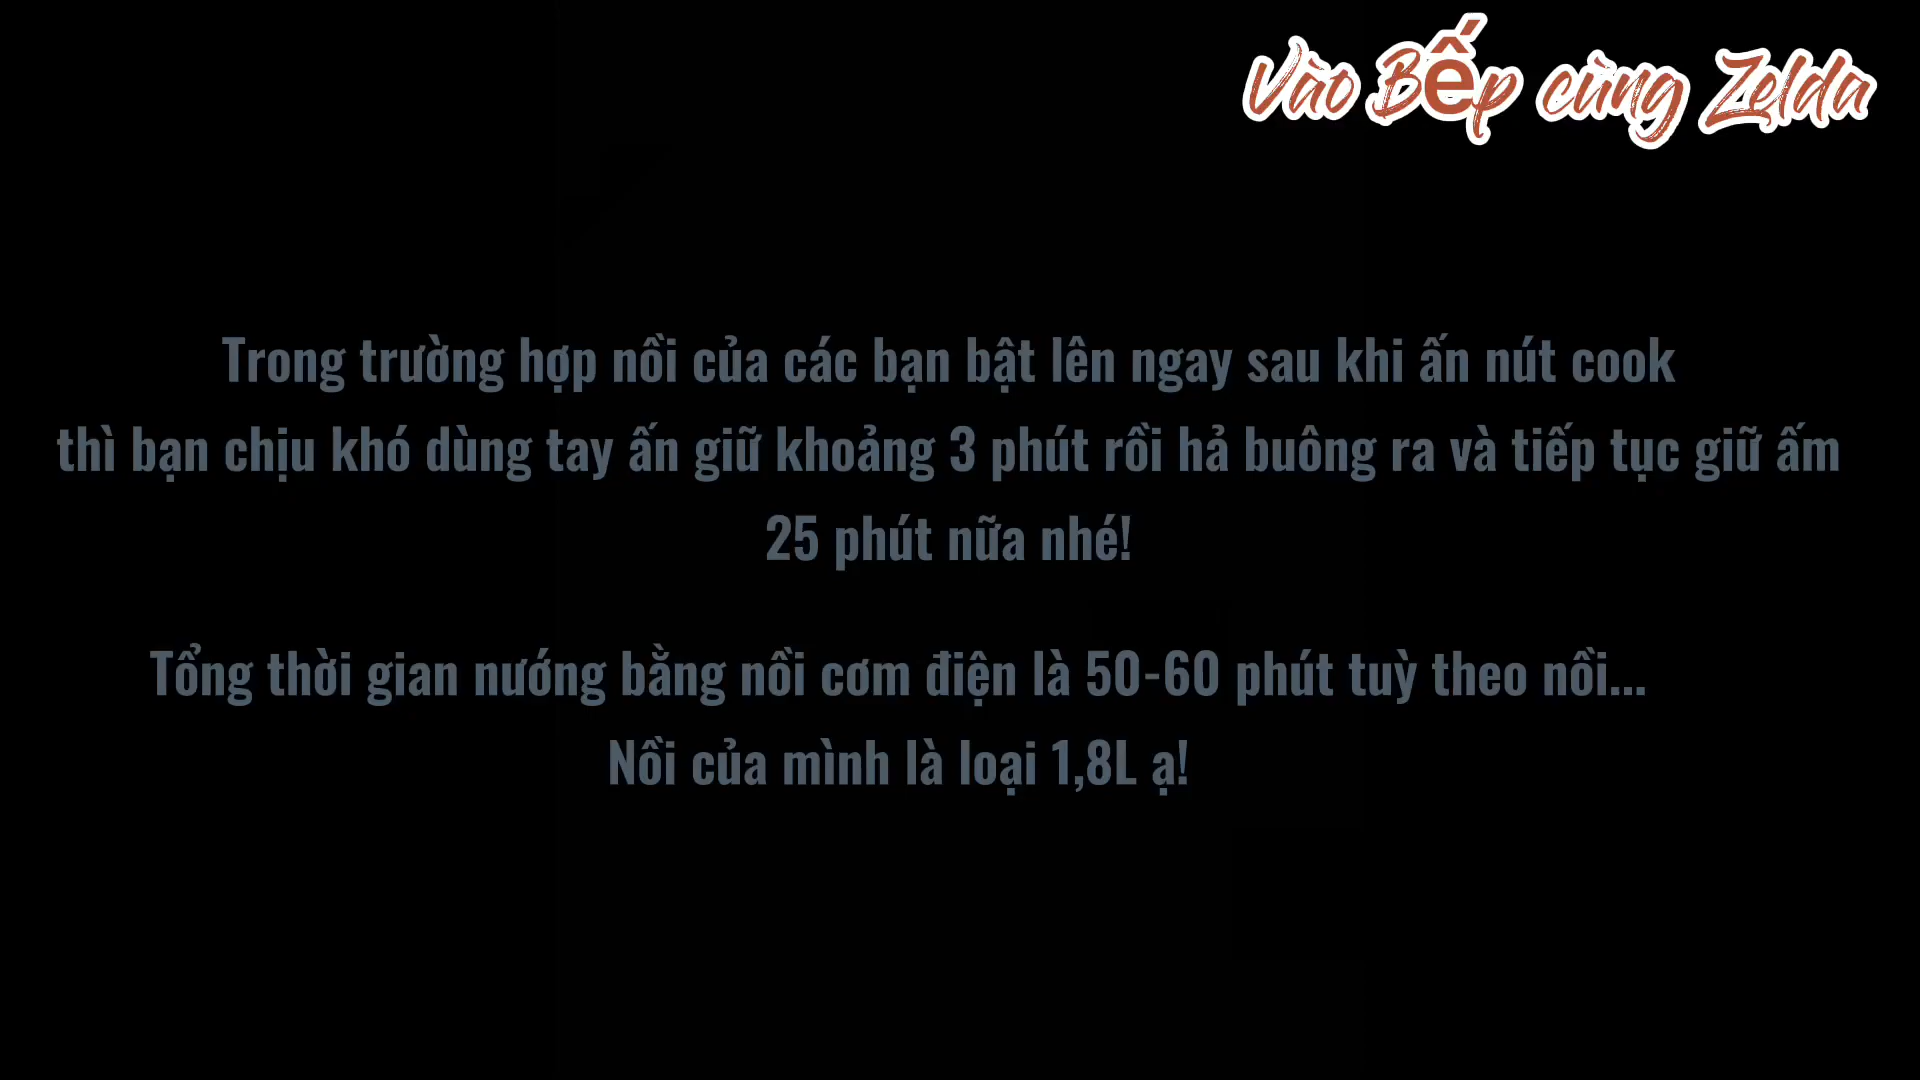 Vào Bếp cùng Zelda
Trong trường hợp nồi của các bạn bật lên ngay sau khi ấn nút cook
thì bạn chịu khó dùng tay ấn giữ khoảng 3 phút rồi hả buông ra và tiếp tục giữ ấm
25 phút nữa nhé!
Tổng thời gian nướng bằng nồi cơm điện là 50-60 phút tuỳ theo nồi...
Nồi của mình là loại 1,8L ạ!